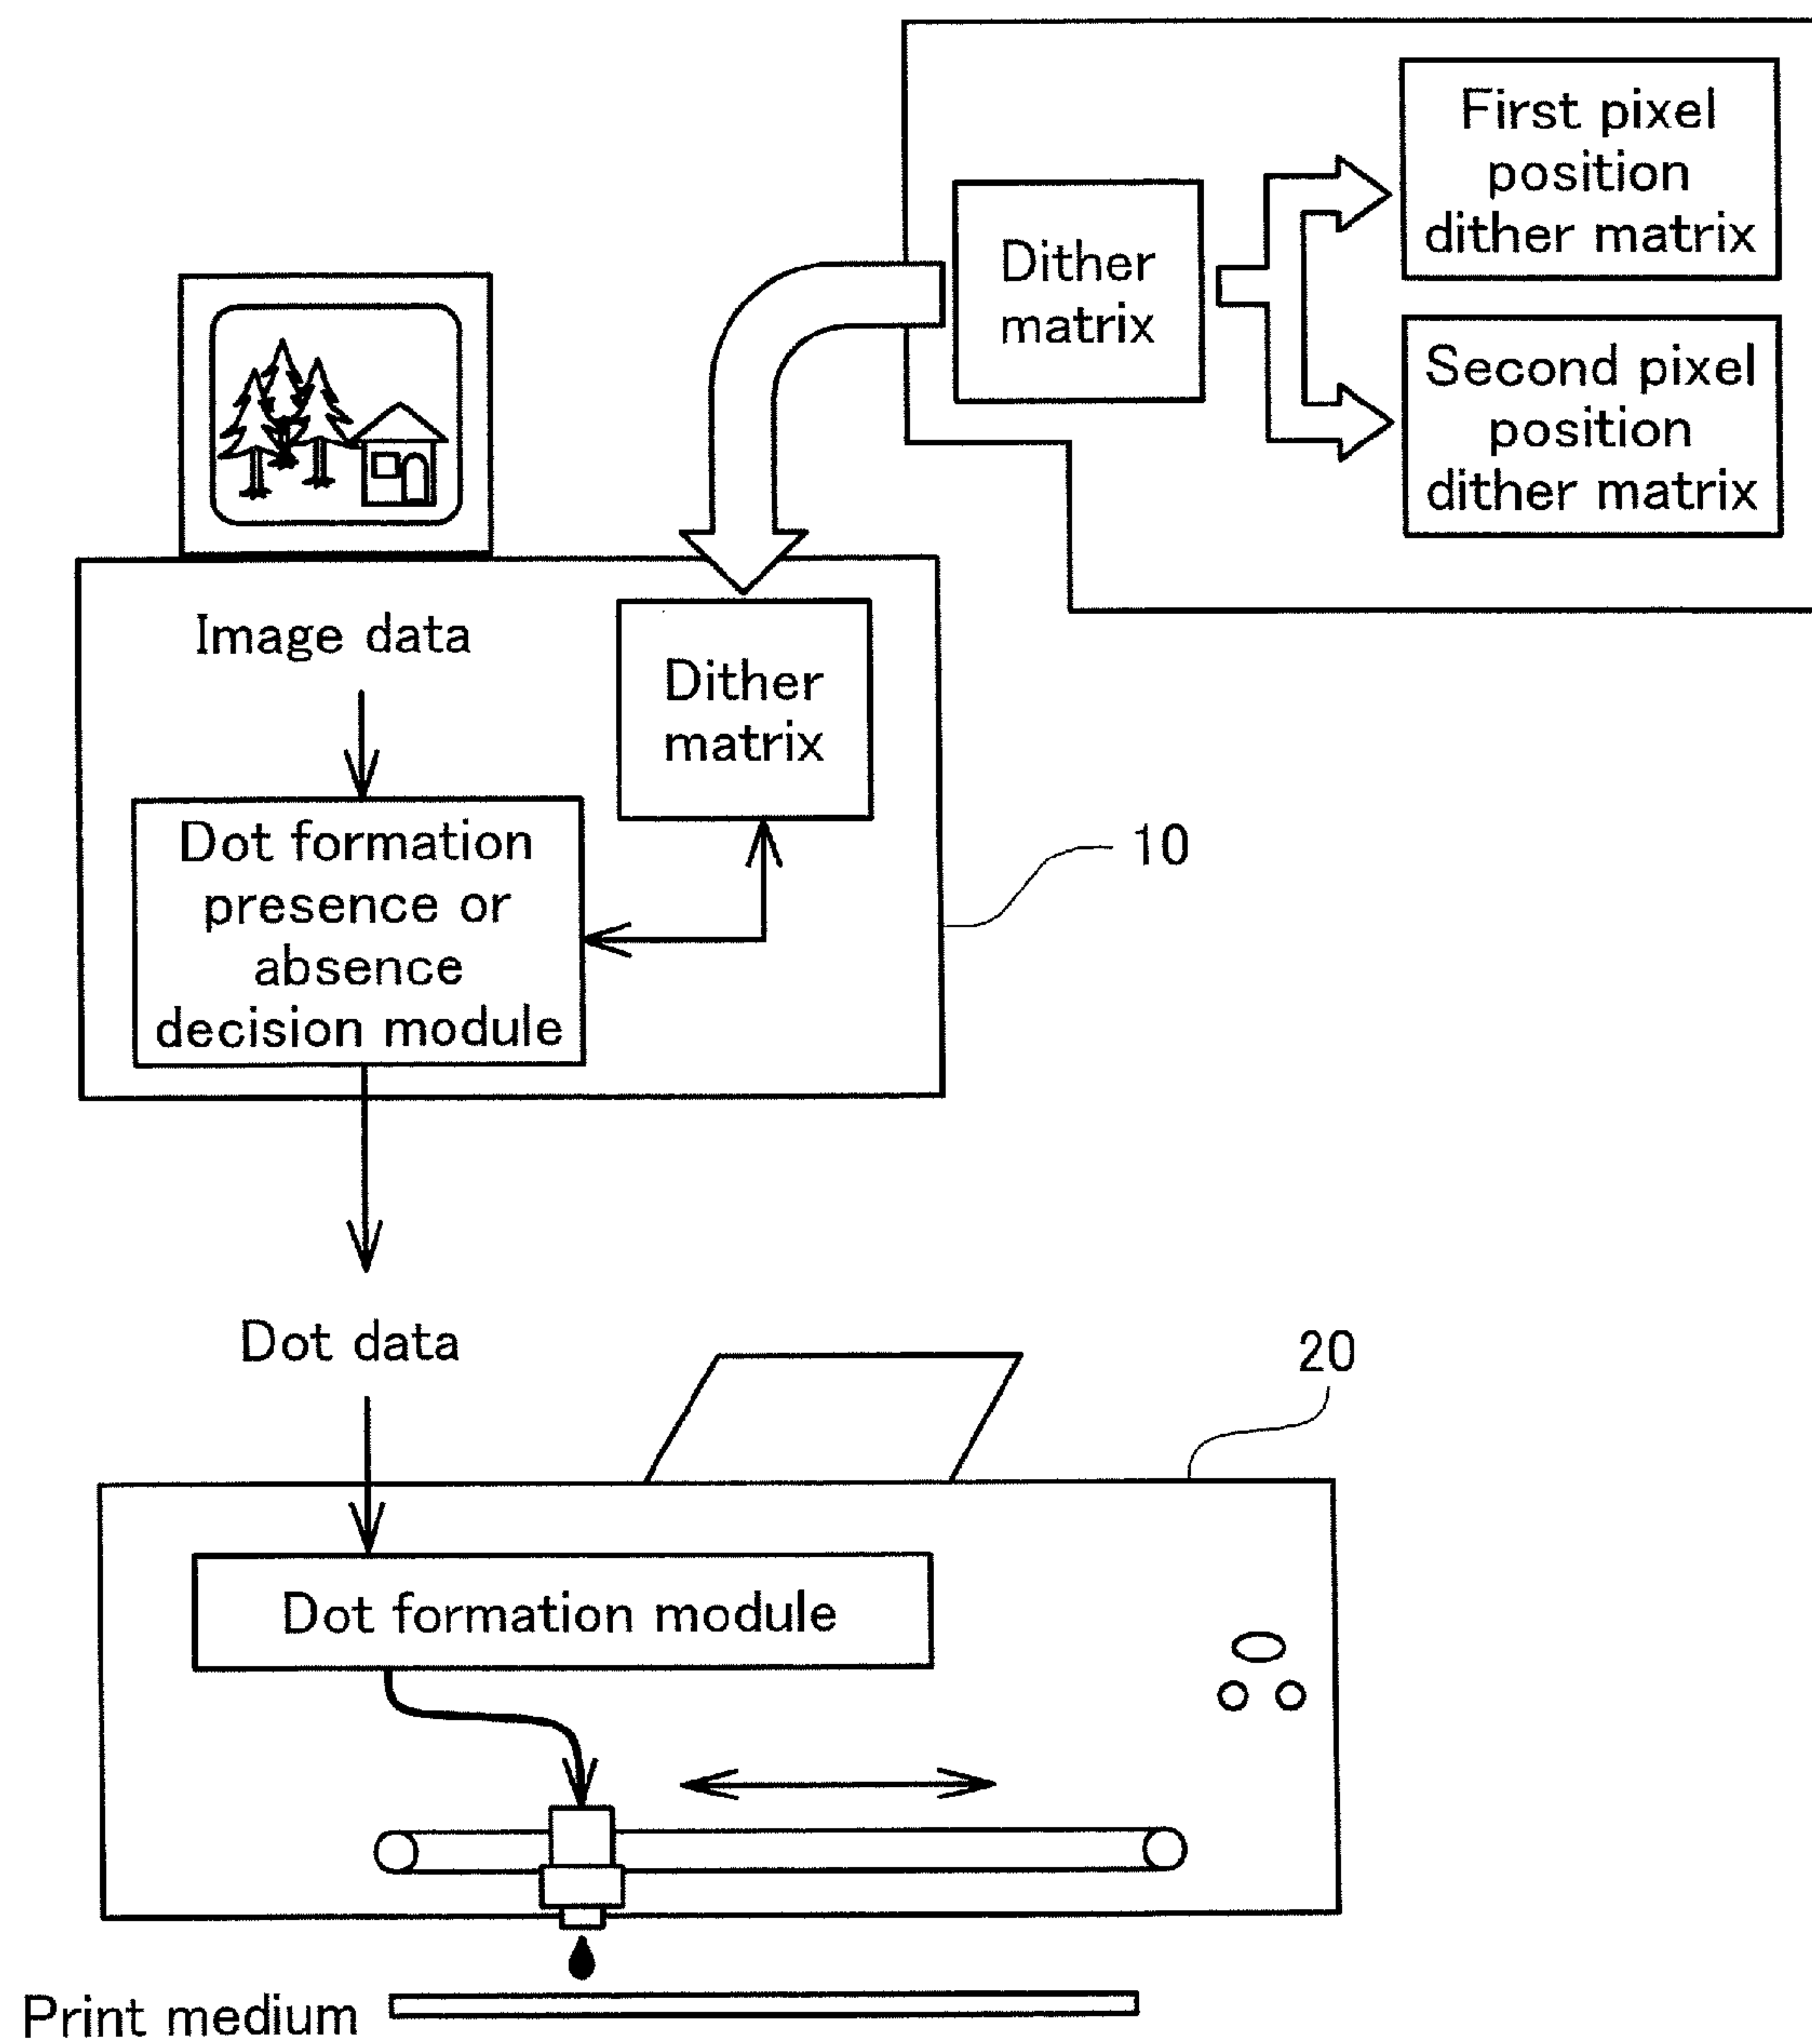 First pixel
position
dither matrix
Dither
matrix
Second pixel
position
dither matrix
Image data
Dither
matrix
Dot formation
presence or
absence
decision module
10
Dot data
20
Dot formation module
Print medium